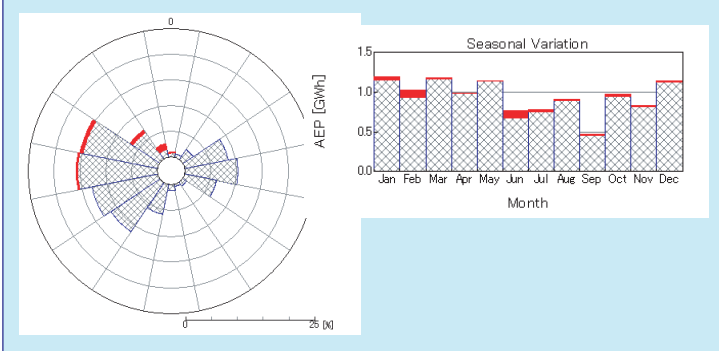 0
0
25 [%]
Seasonal Variation
AEP [GWh]
1.5
1.0
0.5
0.0
Jan Feb Mar Apr May Jun Jul Aug Sep Oct Nov Dec
Month